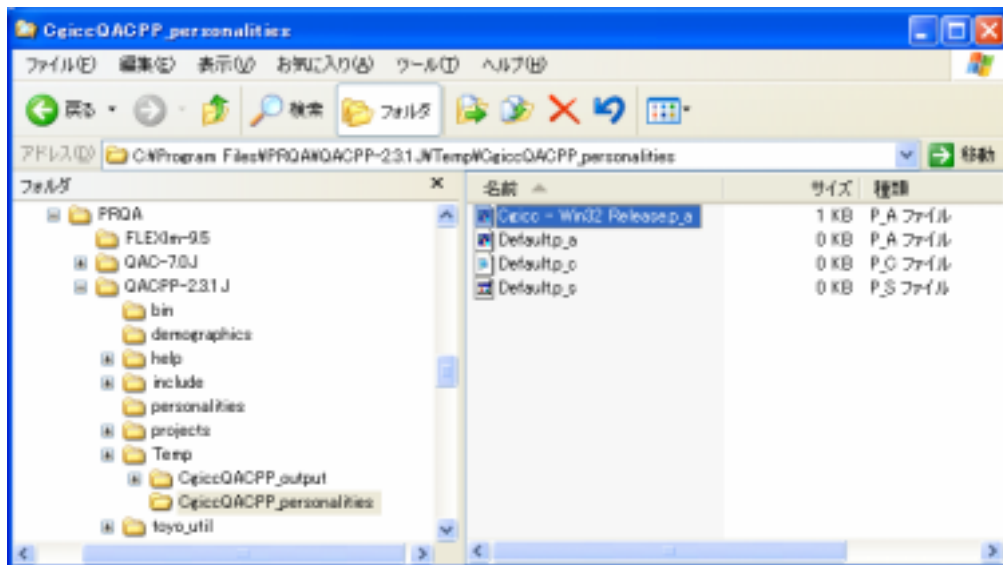 CgiccQACPP_personalities
ファイル(F) 編集(E) 表示(V) お気に入り(A) ツール(T) ヘルプ(H)
戻る 検索 フォルダ
アドレス(D) C:¥Program Files¥PRQA¥QACPP-2.3.1J¥Temp¥CgiccQACPP_personalities 移動
フォルダ × 名前 サイズ 種類
PRQA
FLEXlm-9.5
QAC-7.0J
QACPP-2.3.1J
bin
demographics
help
include
personalities
projects
Temp
CgiccQACPP_output
CgiccQACPP_personalities
toyo_util
Cgicc - Win32 Release.p_a 1 KB P_A ファイル
Default.p_a 0 KB P_A ファイル
Default.p_c 0 KB P_C ファイル
Default.p_s 0 KB P_S ファイル